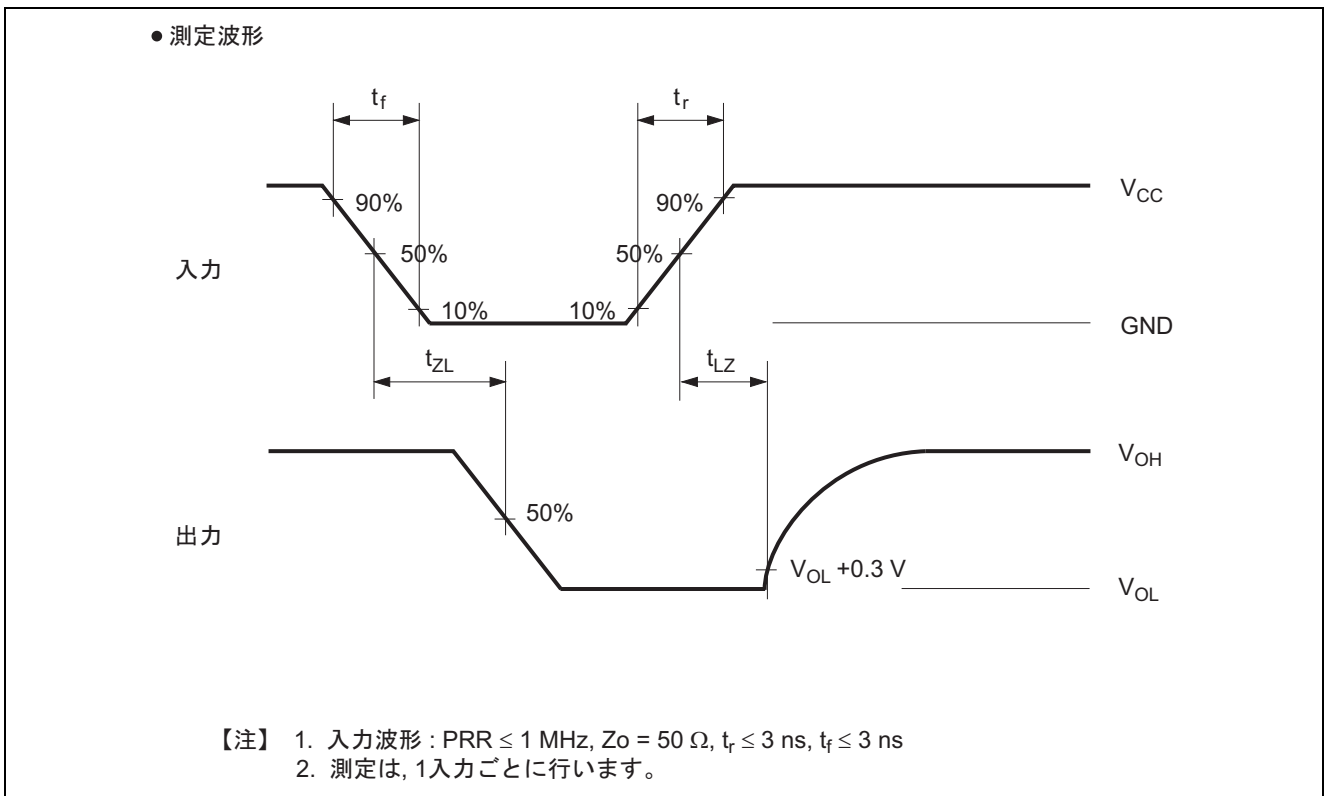 ● 測定波形
tf
tr
90%
90%
VCC
50%
50%
入力
10%
10%
GND
tZL
tLZ
VOH
50%
出力
VOL +0.3 V
VOL
【注】 1. 入力波形 : PRR ≤ 1 MHz, Zo = 50 Ω, tr ≤ 3 ns, tf ≤ 3 ns
2. 測定は, 1入力ごとに行います。